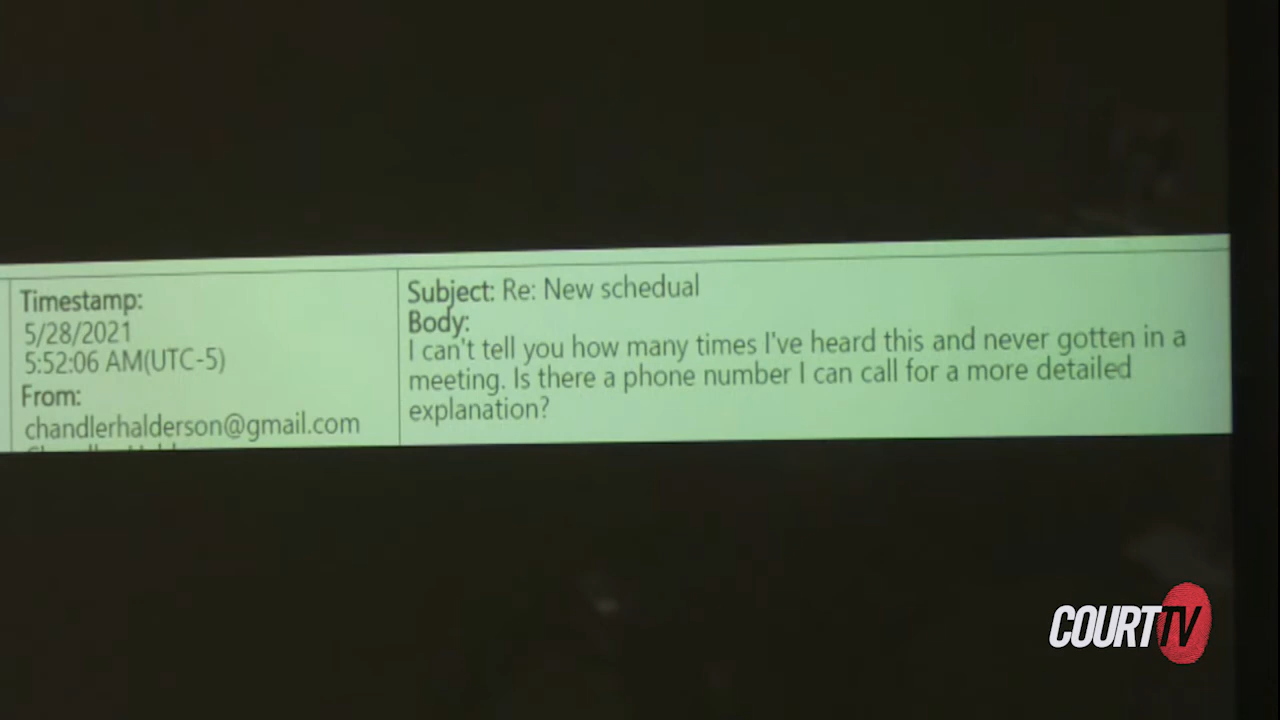 Timestamp:
5/28/2021
5:52:06 AM(UTC-5)
From:
chandlerhalderson@gmail.com
Subject: Re: New schedual
Body:
I can't tell you how many times I've heard this and never gotten in a
meeting. Is there a phone number I can call for a more detailed
explanation?
COURT TV